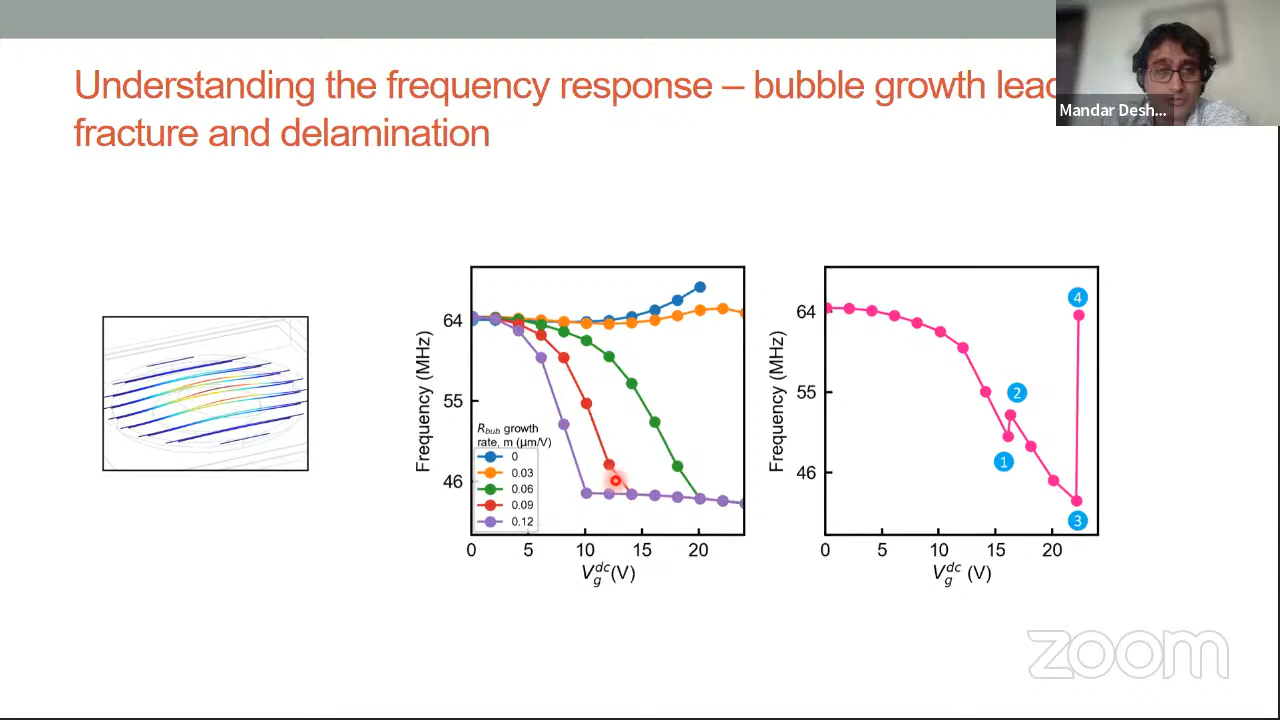 Understanding the frequency response – bubble growth lead
fracture and delamination
Mandar Desh...
Frequency (MHz)
64
55
46
R_bub growth
rate, m (µm/V)
0
0.03
0.06
0.09
0.12
0 5 10 15 20
V_g^dc(V)
Frequency (MHz)
64
55
46
1
2
3
4
0 5 10 15 20
V_g^dc (V)
zoom